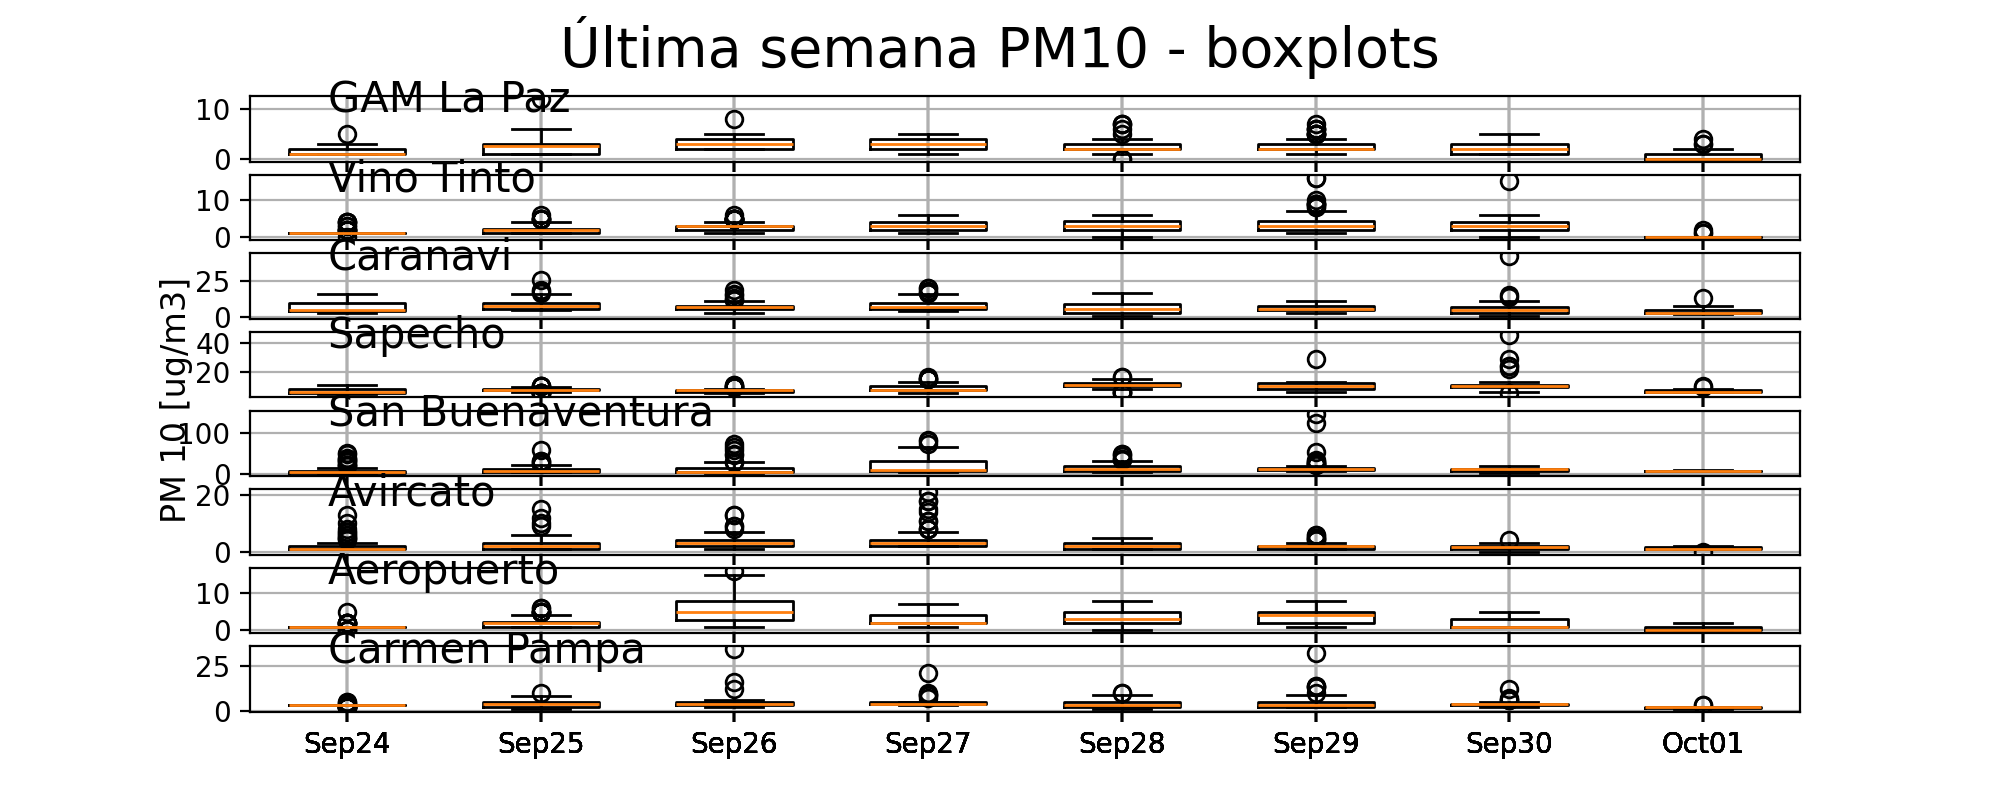 Última semana PM10 - boxplots
GAM La Paz
10
0
Vino Tinto
10
0
Caranavi
25
0
Sapecho
40
20
San Buenaventura
100
0
Avircato
20
0
Aeropuerto
10
0
Carmen Pampa
25
0
PM 10 [ug/m3]
Sep24 Sep25 Sep26 Sep27 Sep28 Sep29 Sep30 Oct01